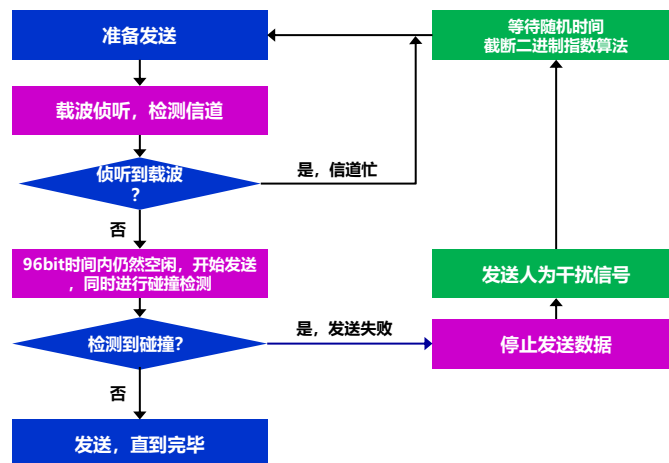 准备发送
等待随机时间
截断二进制指数算法
载波侦听，检测信道
侦听到载波
？
是，信道忙
否
96bit时间内仍然空闲，开始发送
，同时进行碰撞检测
发送人为干扰信号
检测到碰撞?
是，发送失败
停止发送数据
否
发送，直到完毕